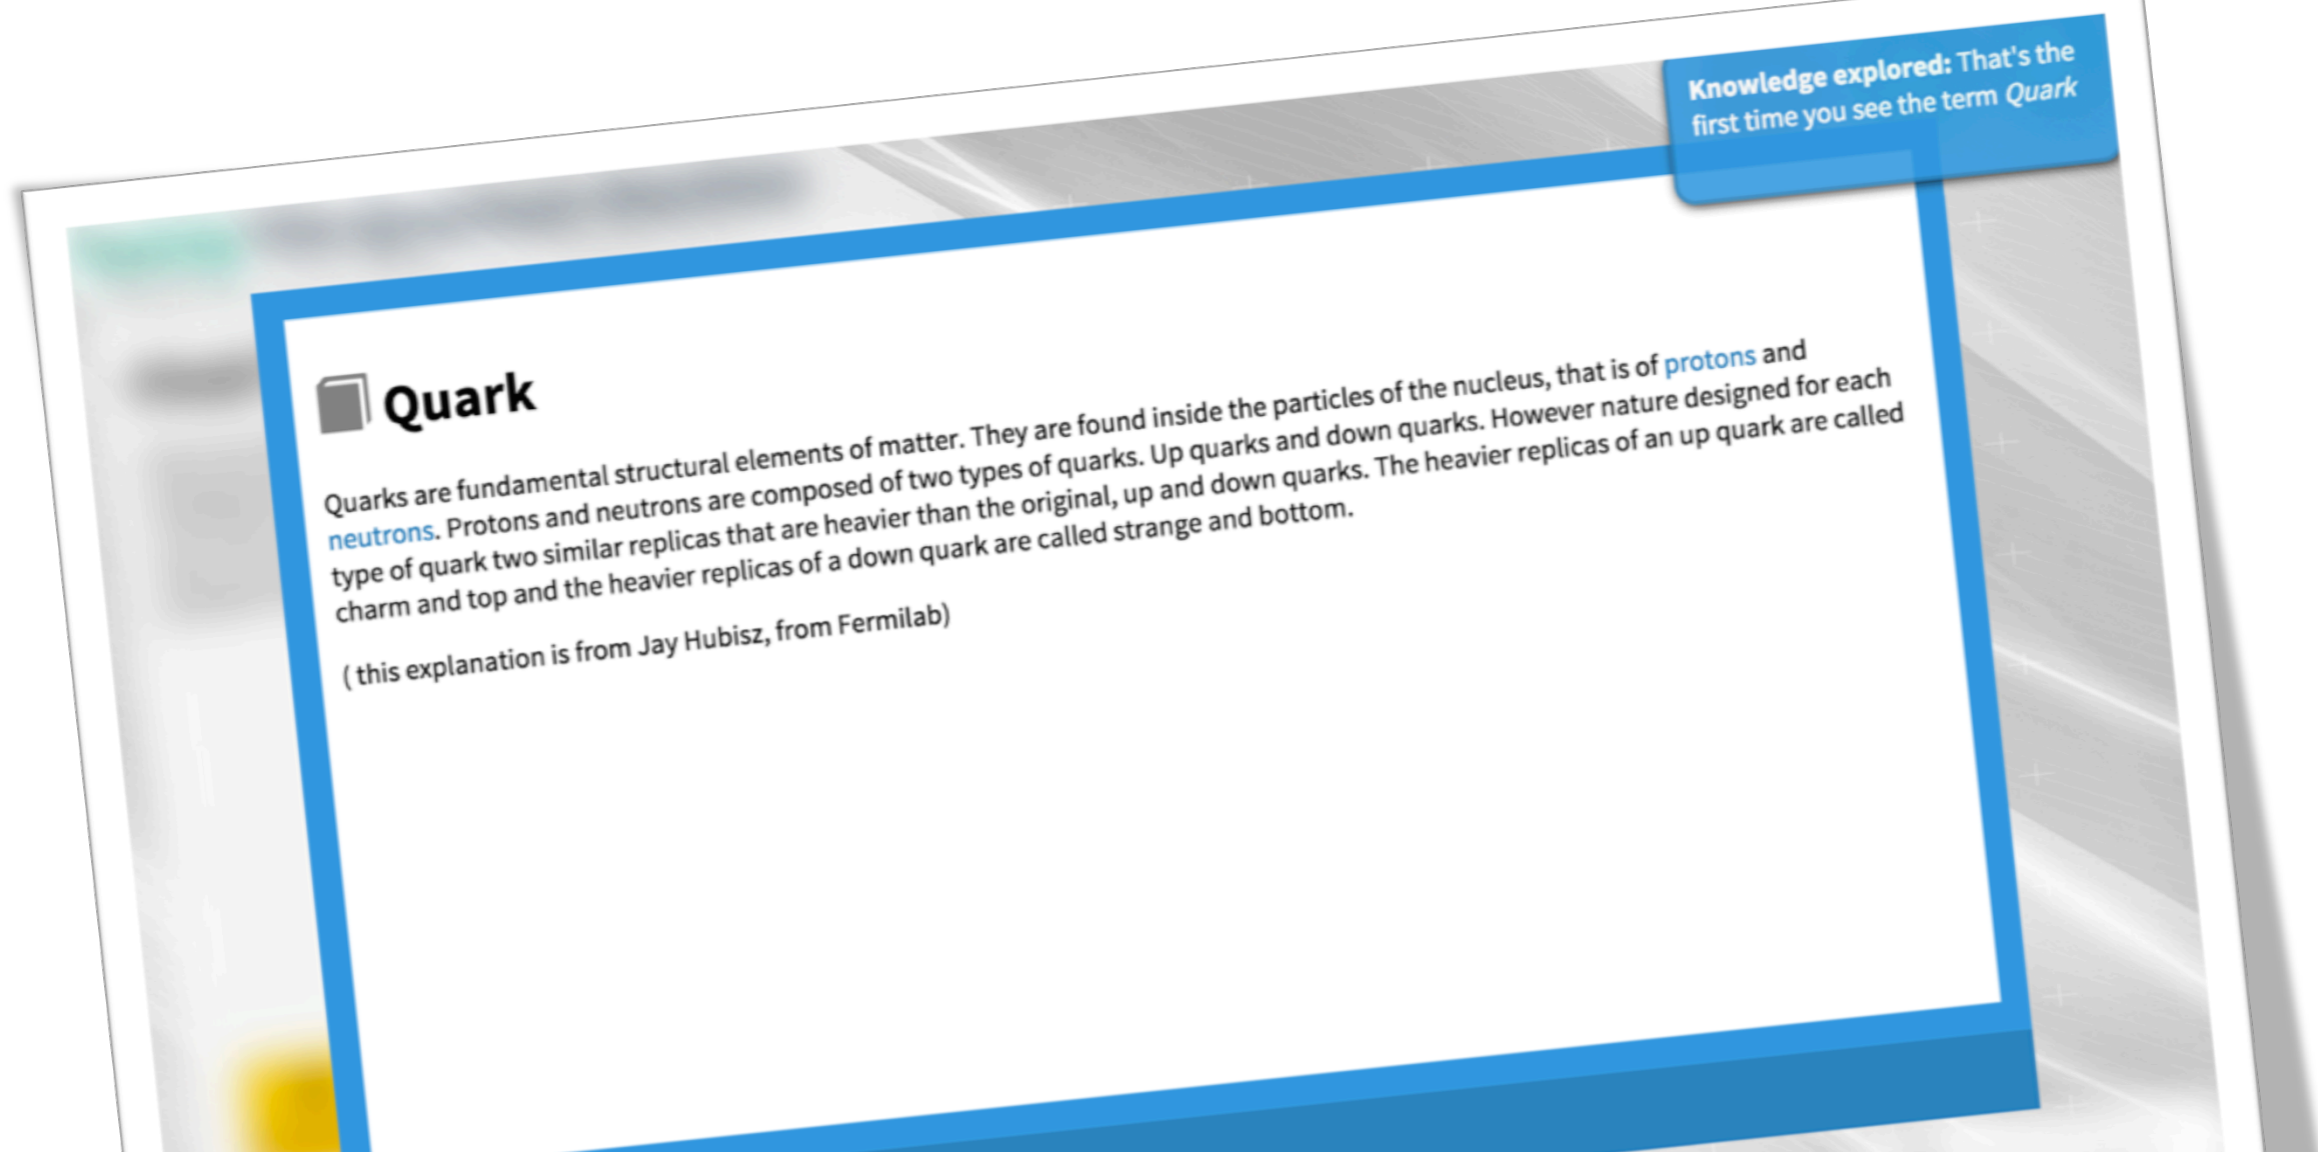 Knowledge explored: That's the
first time you see the term Quark
Quark
Quarks are fundamental structural elements of matter. They are found inside the particles of the nucleus, that is of protons and
neutrons. Protons and neutrons are composed of two types of quarks. Up quarks and down quarks. However nature designed for each
type of quark two similar replicas that are heavier than the original, up and down quarks. The heavier replicas of an up quark are called
charm and top and the heavier replicas of a down quark are called strange and bottom.
( this explanation is from Jay Hubisz, from Fermilab)